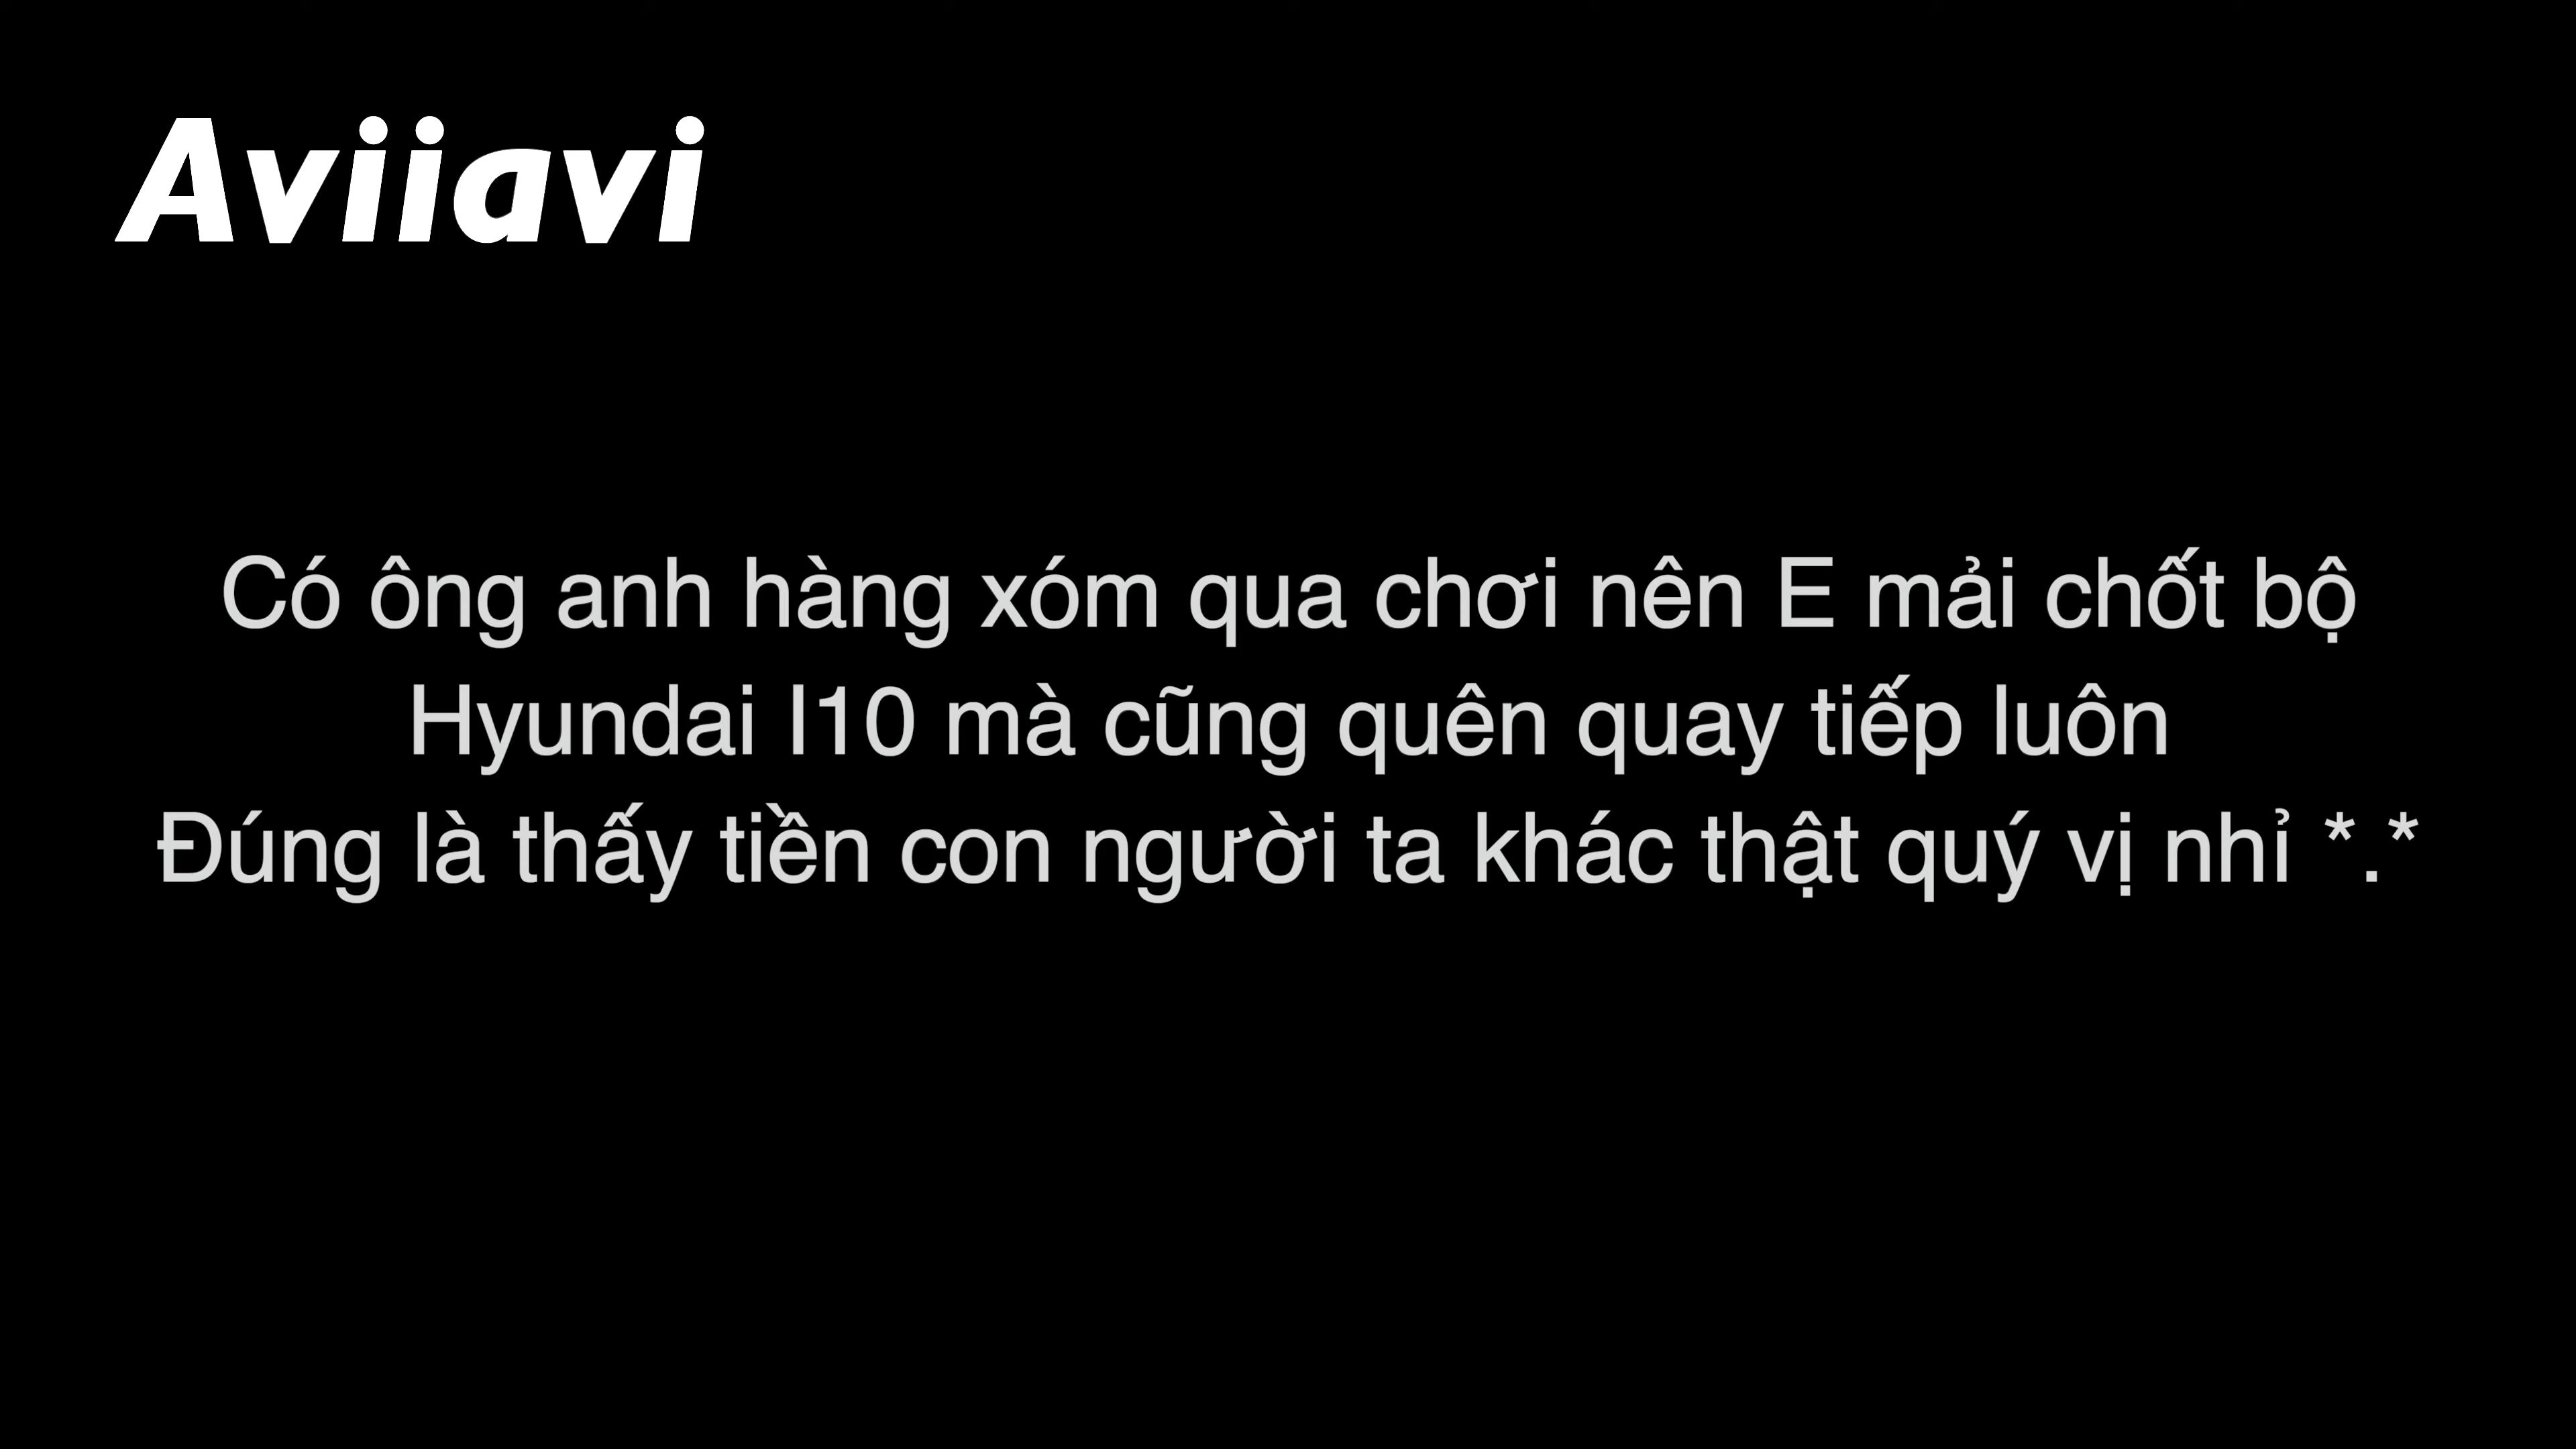 Aviiavi
Có ông anh hàng xóm qua chơi nên E mải chốt bộ
Hyundai I10 mà cũng quên quay tiếp luôn
Đúng là thấy tiền con người ta khác thật quý vị nhỉ *.*